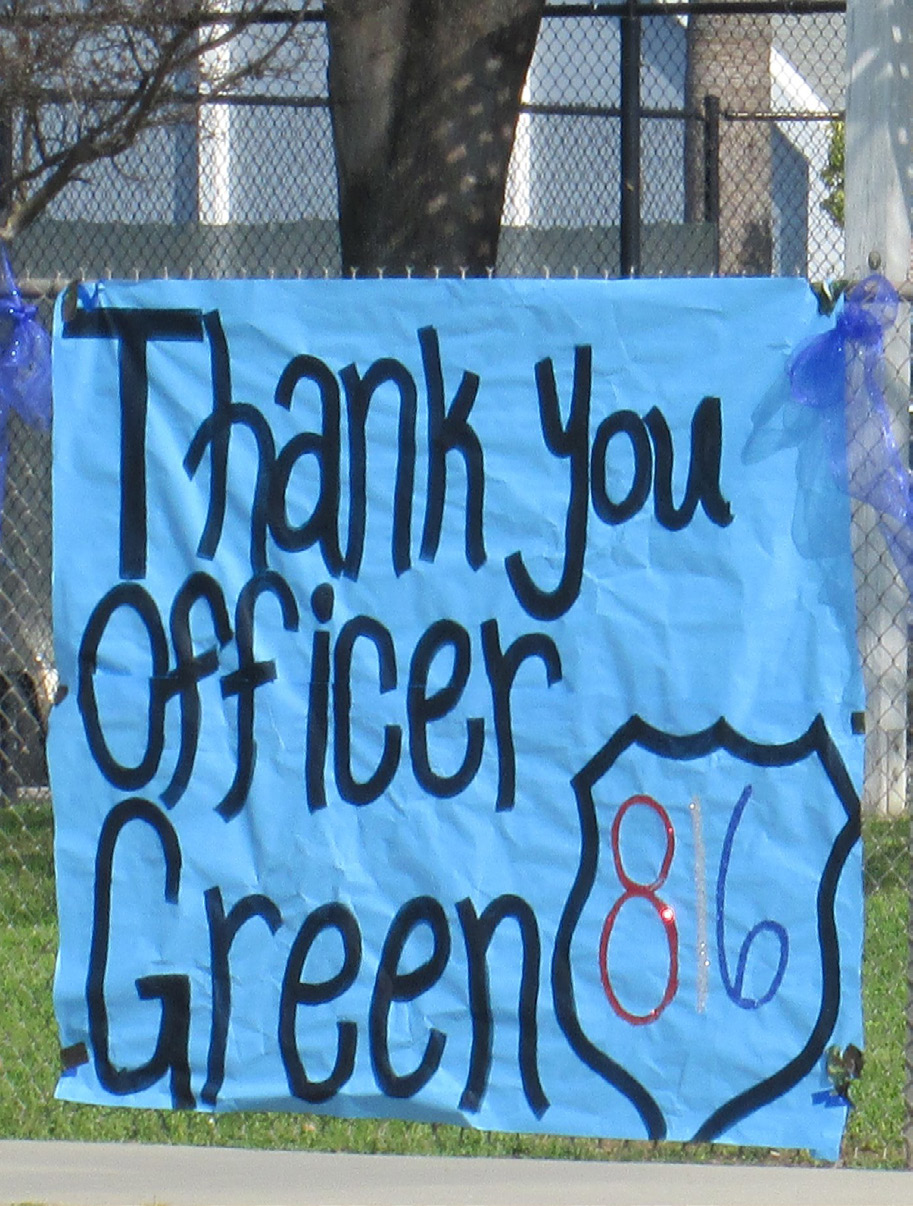 Thank you
Officer
Green
816